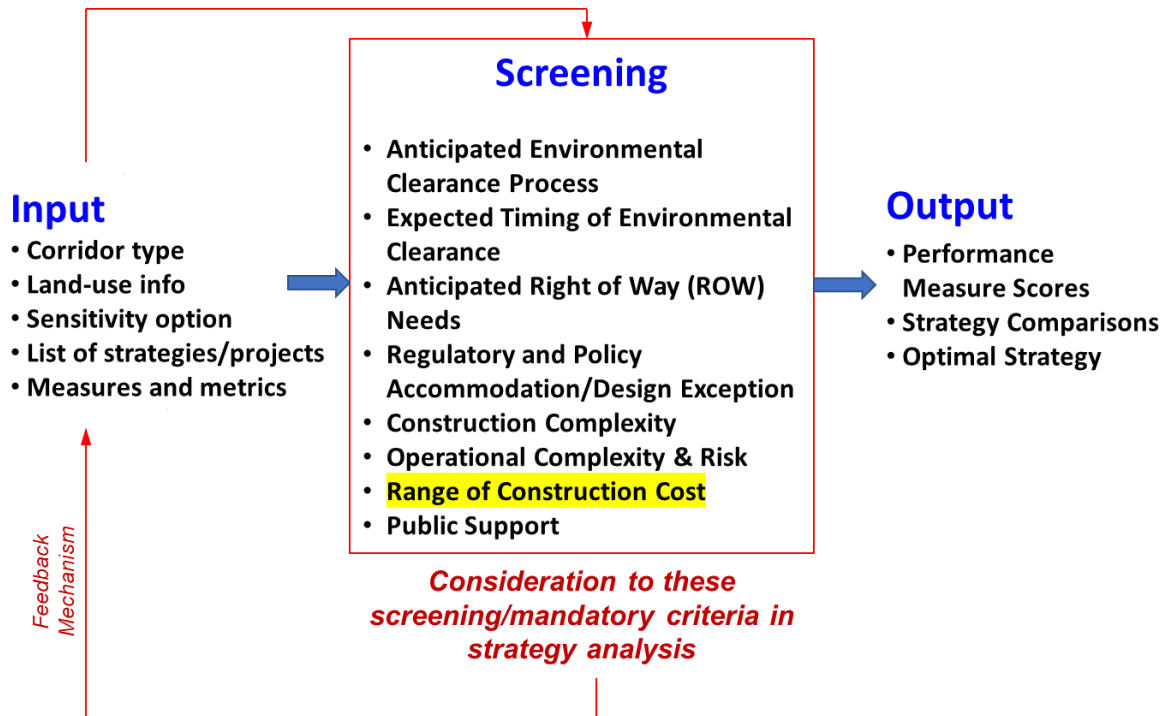 Screening
• Anticipated Environmental
Clearance Process
• Expected Timing of Environmental
Clearance
• Anticipated Right of Way (ROW)
Needs
• Regulatory and Policy
Accommodation/Design Exception
• Construction Complexity
• Operational Complexity & Risk
• Range of Construction Cost
• Public Support
Input
• Corridor type
• Land-use info
• Sensitivity option
• List of strategies/projects
• Measures and metrics
Output
• Performance
Measure Scores
• Strategy Comparisons
• Optimal Strategy
Feedback
Mechanism
Consideration to these
screening/mandatory criteria in
strategy analysis